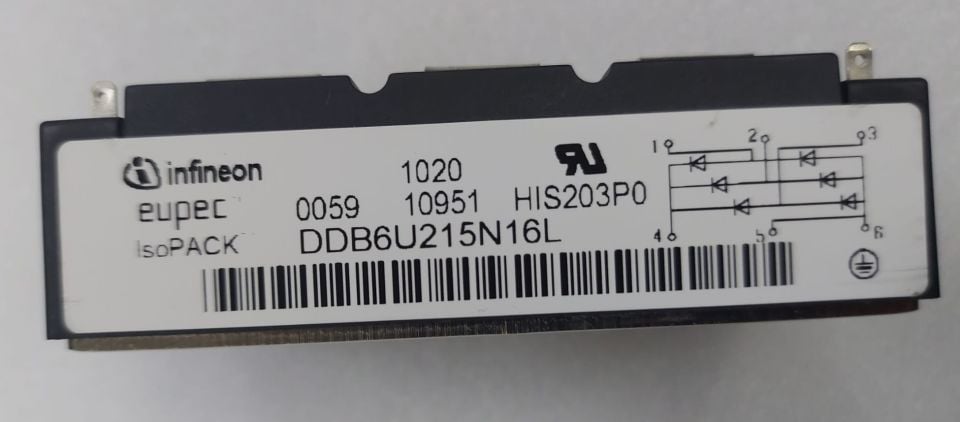 infineon
1020
eupec
0059
10951
HIS203P0
IsoPACK
DDB6U215N16L
1 2 3
4 5 6